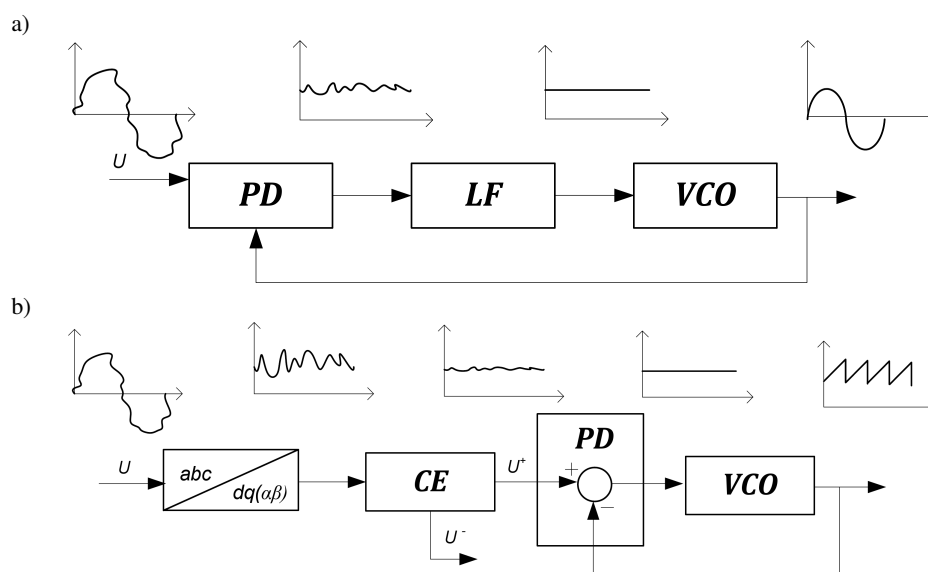 a)
U
PD
LF
VCO
b)
U
abc
dq(αβ)
CE
U⁺
U⁻
PD
+
−
VCO